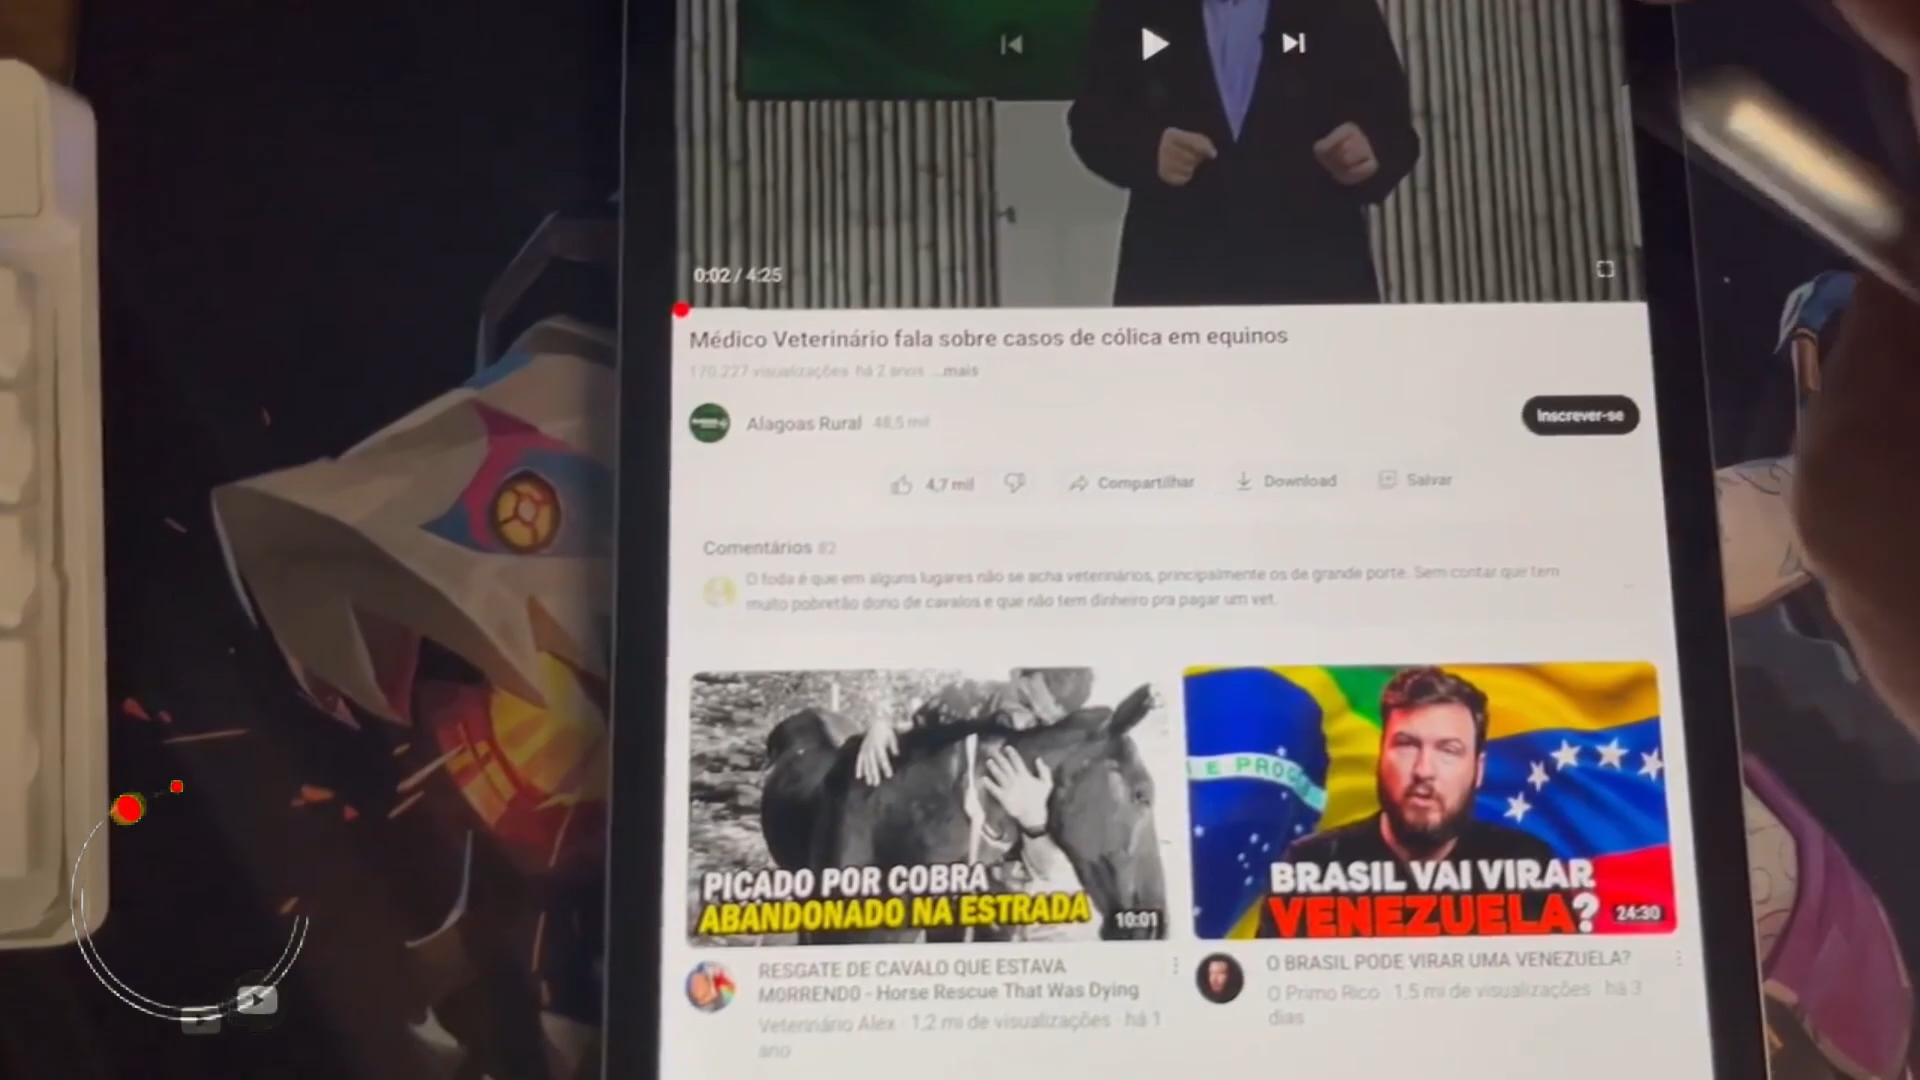 0:02 / 4:25
Médico Veterinário fala sobre casos de cólica em equinos
170.227 visualizações há 2 anos ...mais
Alagoas Rural 48,5 mil
Inscrever-se
4,7 mil
Compartilhar
Download
Salvar
Comentários 82
O foda é que em alguns lugares não se acha veterinários, principalmente os de grande porte. Sem contar que tem
muito pobretão dono de cavalos e que não tem dinheiro pra pagar um vet.
PICADO POR COBRA
ABANDONADO NA ESTRADA
10:01
E PROG
BRASIL VAI VIRAR
VENEZUELA?
24:30
RESGATE DE CAVALO QUE ESTAVA
MORRENDO - Horse Rescue That Was Dying
Veterinário Alex · 1,2 mi de visualizações · há 1
ano
O BRASIL PODE VIRAR UMA VENEZUELA?
O Primo Rico · 1,5 mi de visualizações · há 3
dias